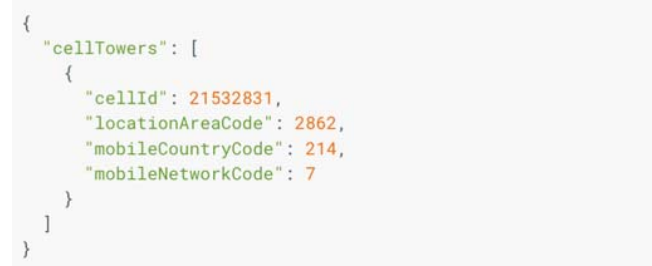 {
  "cellTowers": [
    {
      "cellId": 21532831,
      "locationAreaCode": 2862,
      "mobileCountryCode": 214,
      "mobileNetworkCode": 7
    }
  ]
}